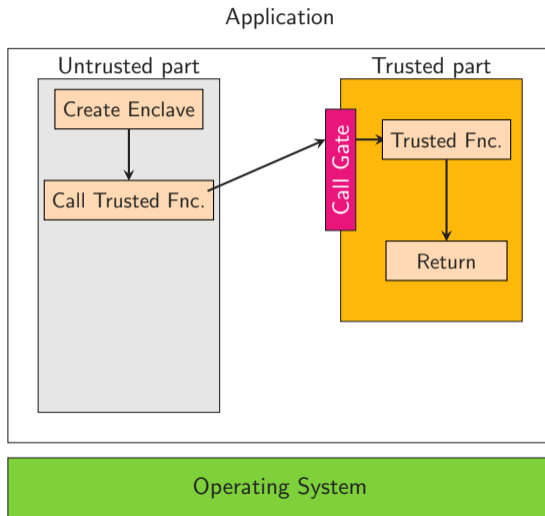 Application
Untrusted part
Trusted part
Create Enclave
Call Trusted Fnc.
Call Gate
Trusted Fnc.
Return
Operating System